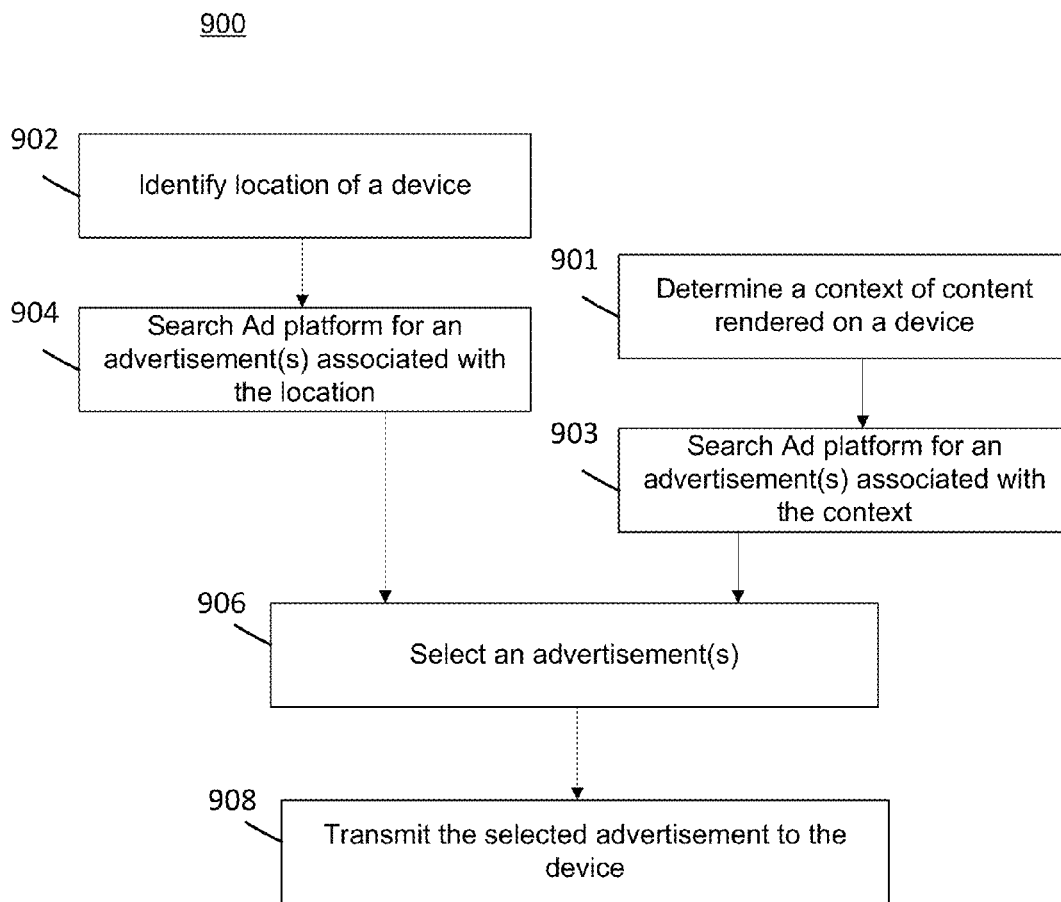 900
902
Identify location of a device
901
Determine a context of content
rendered on a device
904
Search Ad platform for an
advertisement(s) associated with
the location
903
Search Ad platform for an
advertisement(s) associated with
the context
906
Select an advertisement(s)
908
Transmit the selected advertisement to the
device